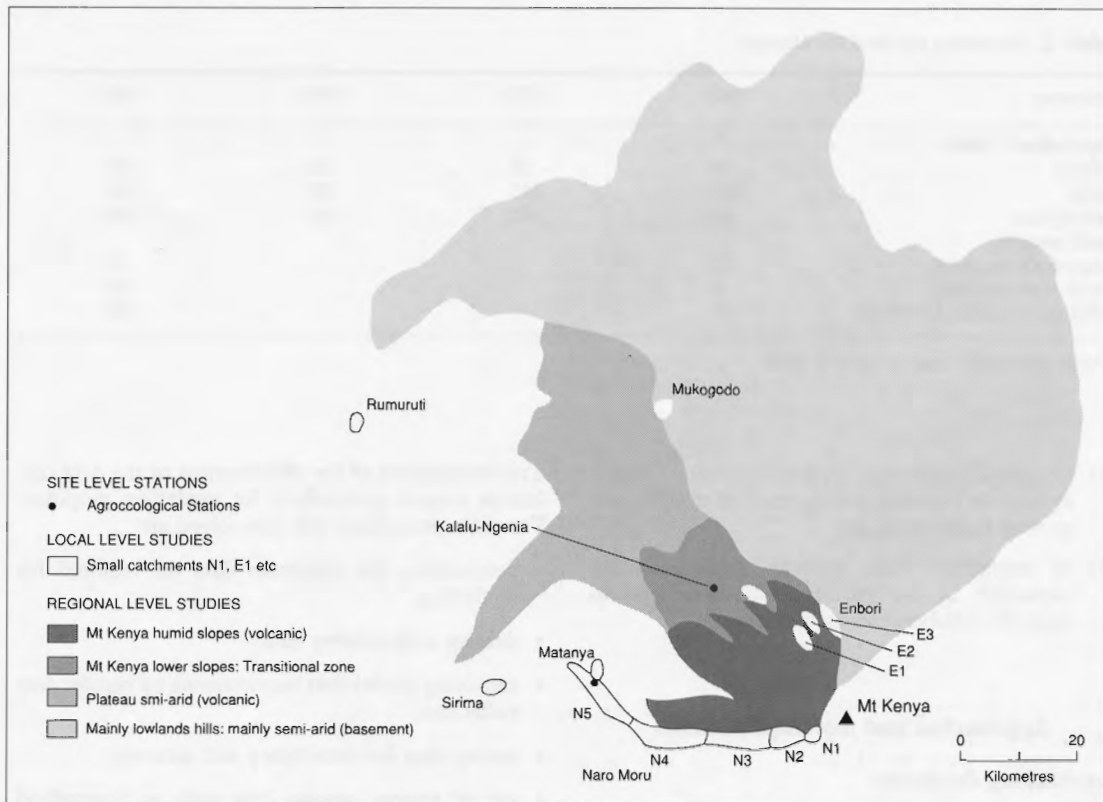 Rumuruti
Mukogodo
SITE LEVEL STATIONS
Agroccological Stations
Kalalu-Ngenia
LOCAL LEVEL STUDIES
Small catchments N1, E1 etc
REGIONAL LEVEL STUDIES
Mt Kenya humid slopes (volcanic)
Enbori
E3
E2
E1
Mt Kenya lower slopes: Transitional zone
Matanya
Plateau smi-arid (volcanic)
Sirima
Mt Kenya
Mainly lowlands hills: mainly semi-arid (basement)
N5
N4
N3
N2
N1
0 20
Naro Moru
Kilometres